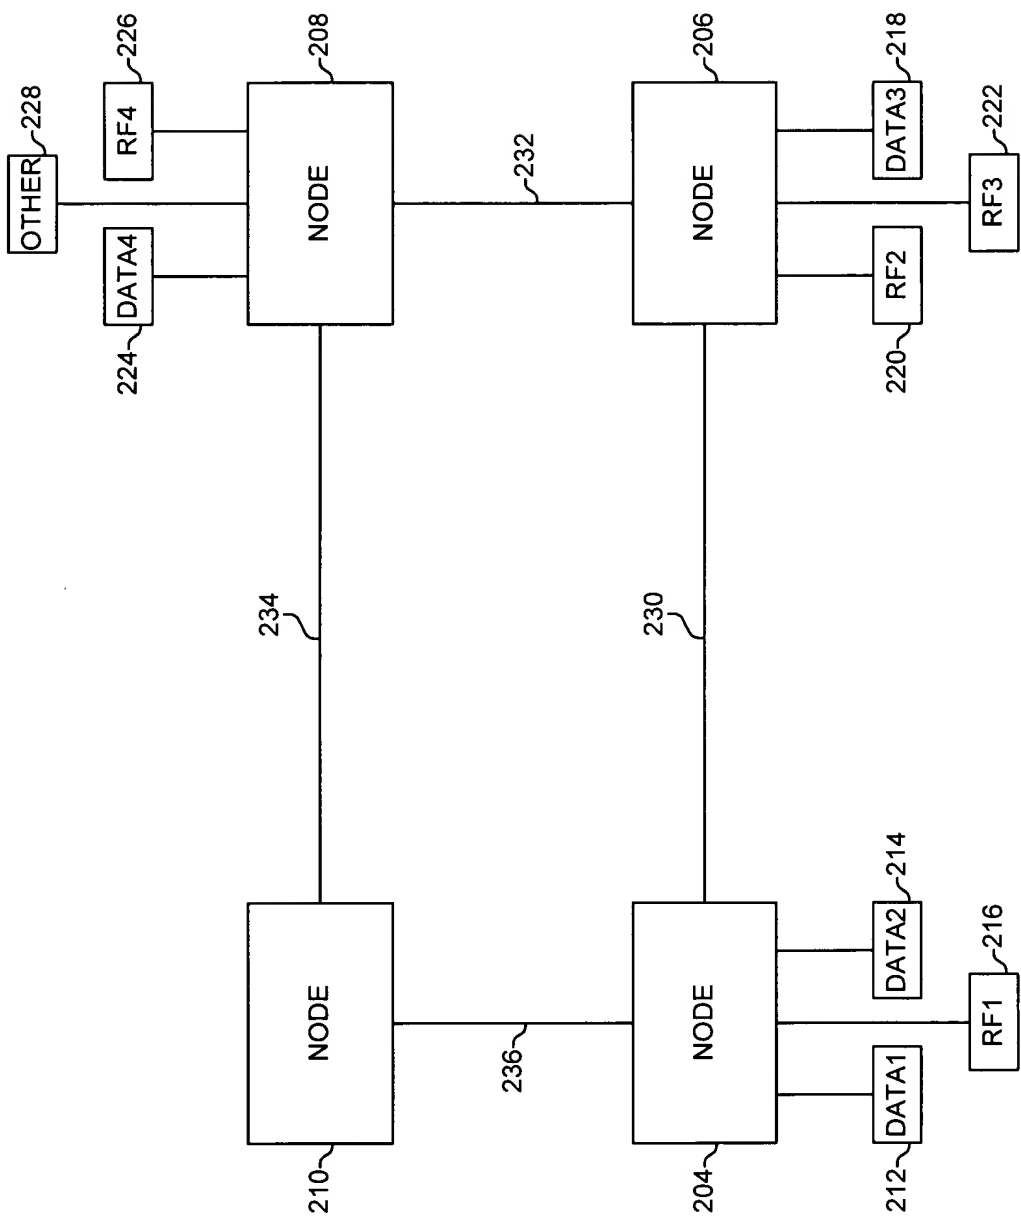 OTHER 228
224 DATA4 RF4 226
234
210 NODE NODE 208
236 232
230
204 NODE NODE 206
212 DATA1 DATA2 214 220 RF2 DATA3 218
RF1 216 RF3 222